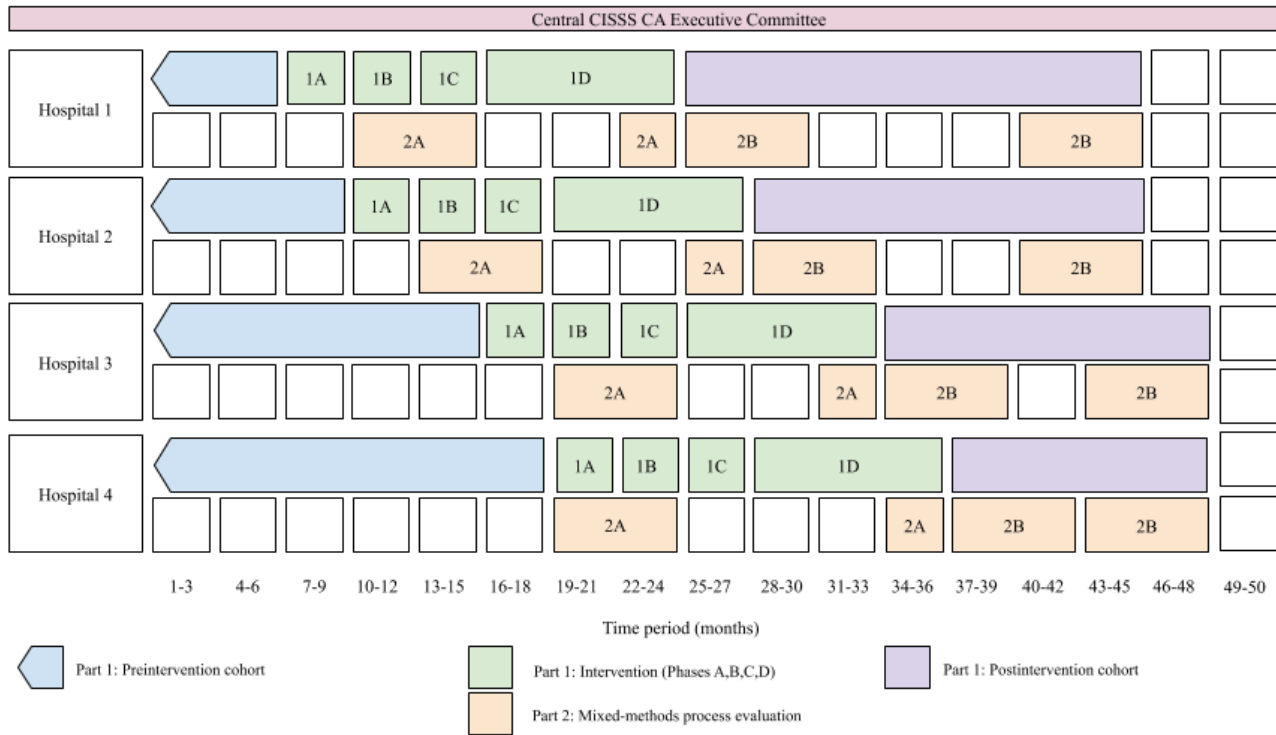 Central CISSS CA Executive Committee
Hospital 1
1A 1B 1C 1D
2A 2A 2B 2B
Hospital 2
1A 1B 1C 1D
2A 2A 2B 2B
Hospital 3
1A 1B 1C 1D
2A 2A 2B 2B
Hospital 4
1A 1B 1C 1D
2A 2A 2B 2B
1-3 4-6 7-9 10-12 13-15 16-18 19-21 22-24 25-27 28-30 31-33 34-36 37-39 40-42 43-45 46-48 49-50
Time period (months)
Part 1: Preintervention cohort
Part 1: Intervention (Phases A,B,C,D)
Part 1: Postintervention cohort
Part 2: Mixed-methods process evaluation